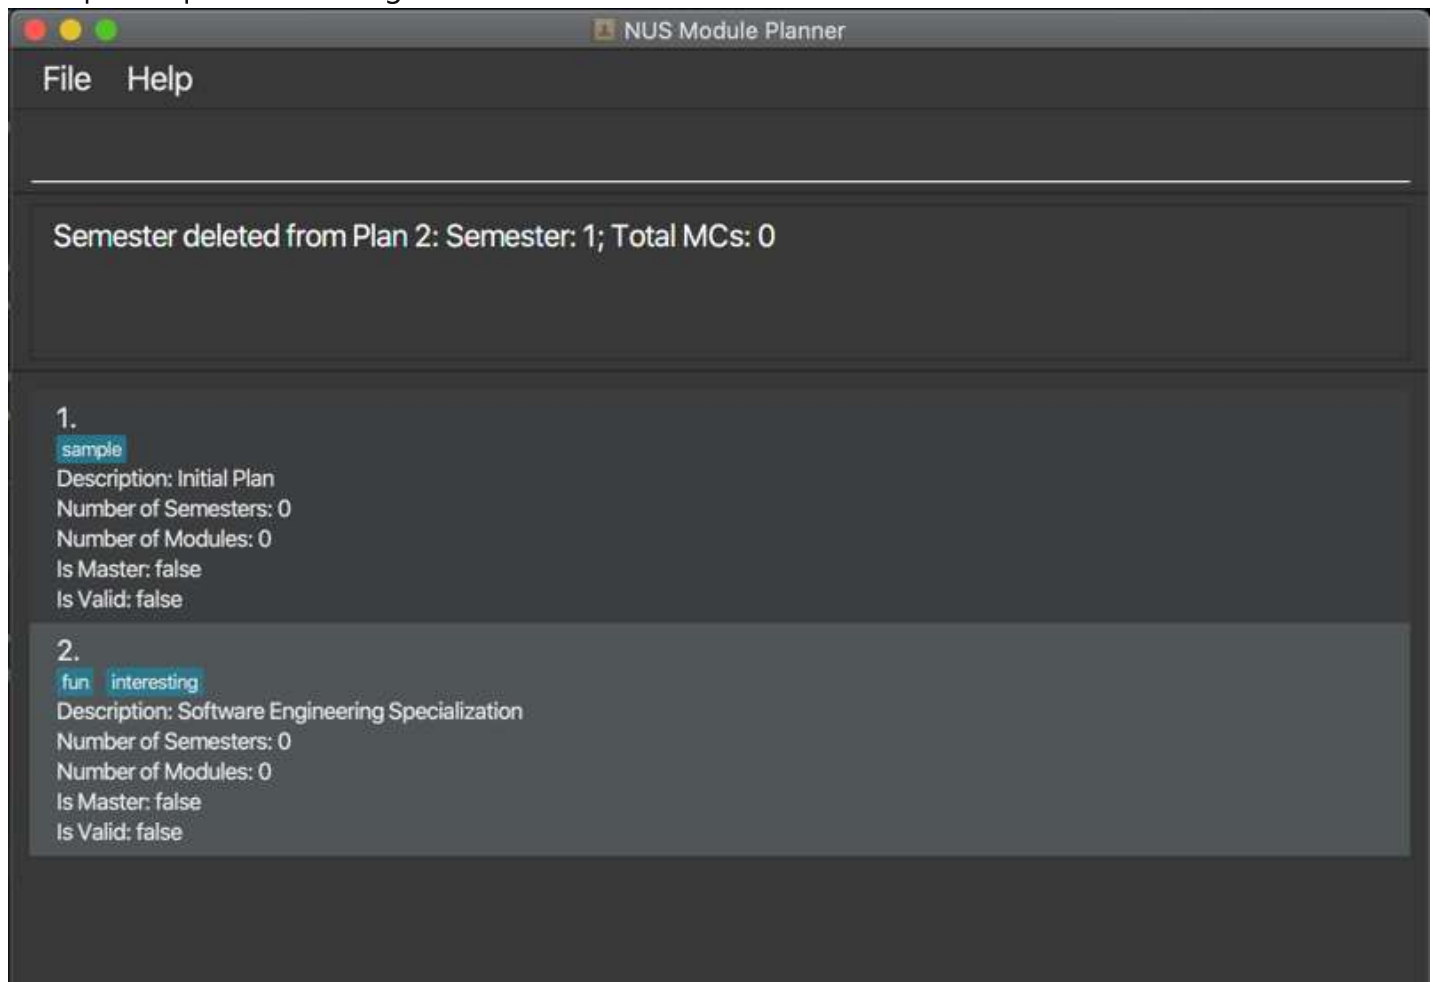 NUS Module Planner
File Help
Semester deleted from Plan 2: Semester: 1; Total MCs: 0
1.
sample
Description: Initial Plan
Number of Semesters: 0
Number of Modules: 0
Is Master: false
Is Valid: false
2.
fun interesting
Description: Software Engineering Specialization
Number of Semesters: 0
Number of Modules: 0
Is Master: false
Is Valid: false